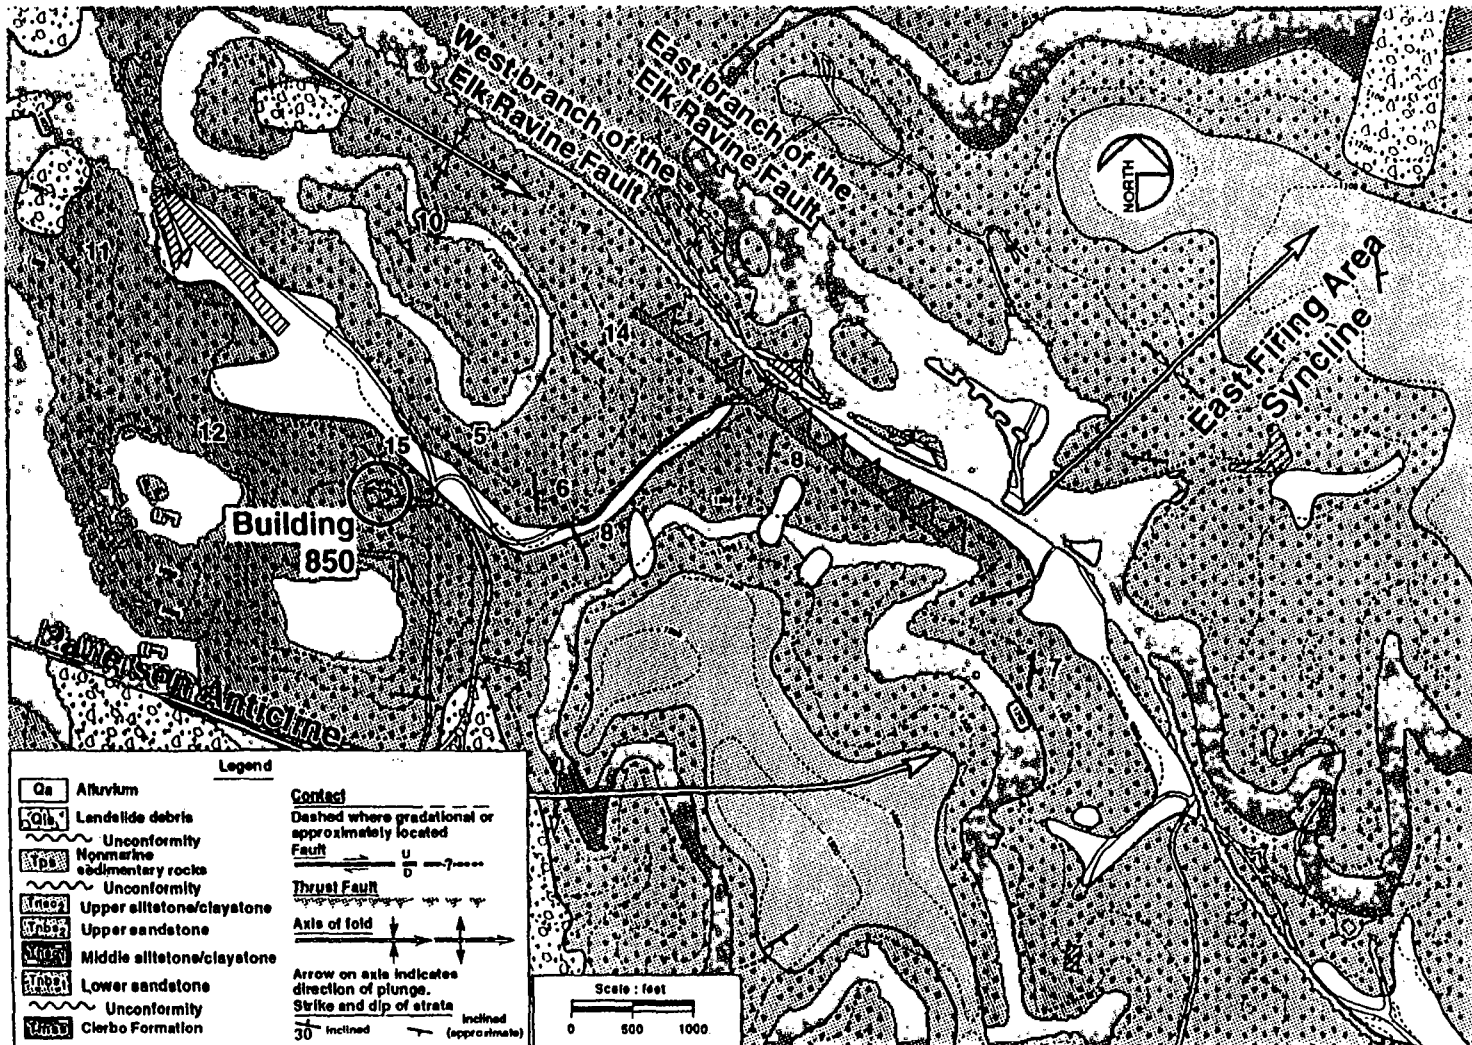 West branch of the
Elk Ravine Fault
East branch of the
Elk Ravine Fault
NORTH
10
11
14
East Firing Area
Syncline
12
15
5
6
8
8
Building
850
7
Patterson Anticline
Legend
Qa Alluvium
Qls Landslide debris
Unconformity
Tps Nonmarine
sedimentary rocks
Unconformity
Upper siltstone/claystone
Tnbs2 Upper sandstone
Middle siltstone/claystone
Tnbs1 Lower sandstone
Unconformity
Cierbo Formation
Contact
Dashed where gradational or
approximately located
Fault
U
D
?
Thrust Fault
Axis of fold
Arrow on axis indicates
direction of plunge.
Strike and dip of strata
30 Inclined
Inclined
(approximate)
Scale : feet
0 500 1000